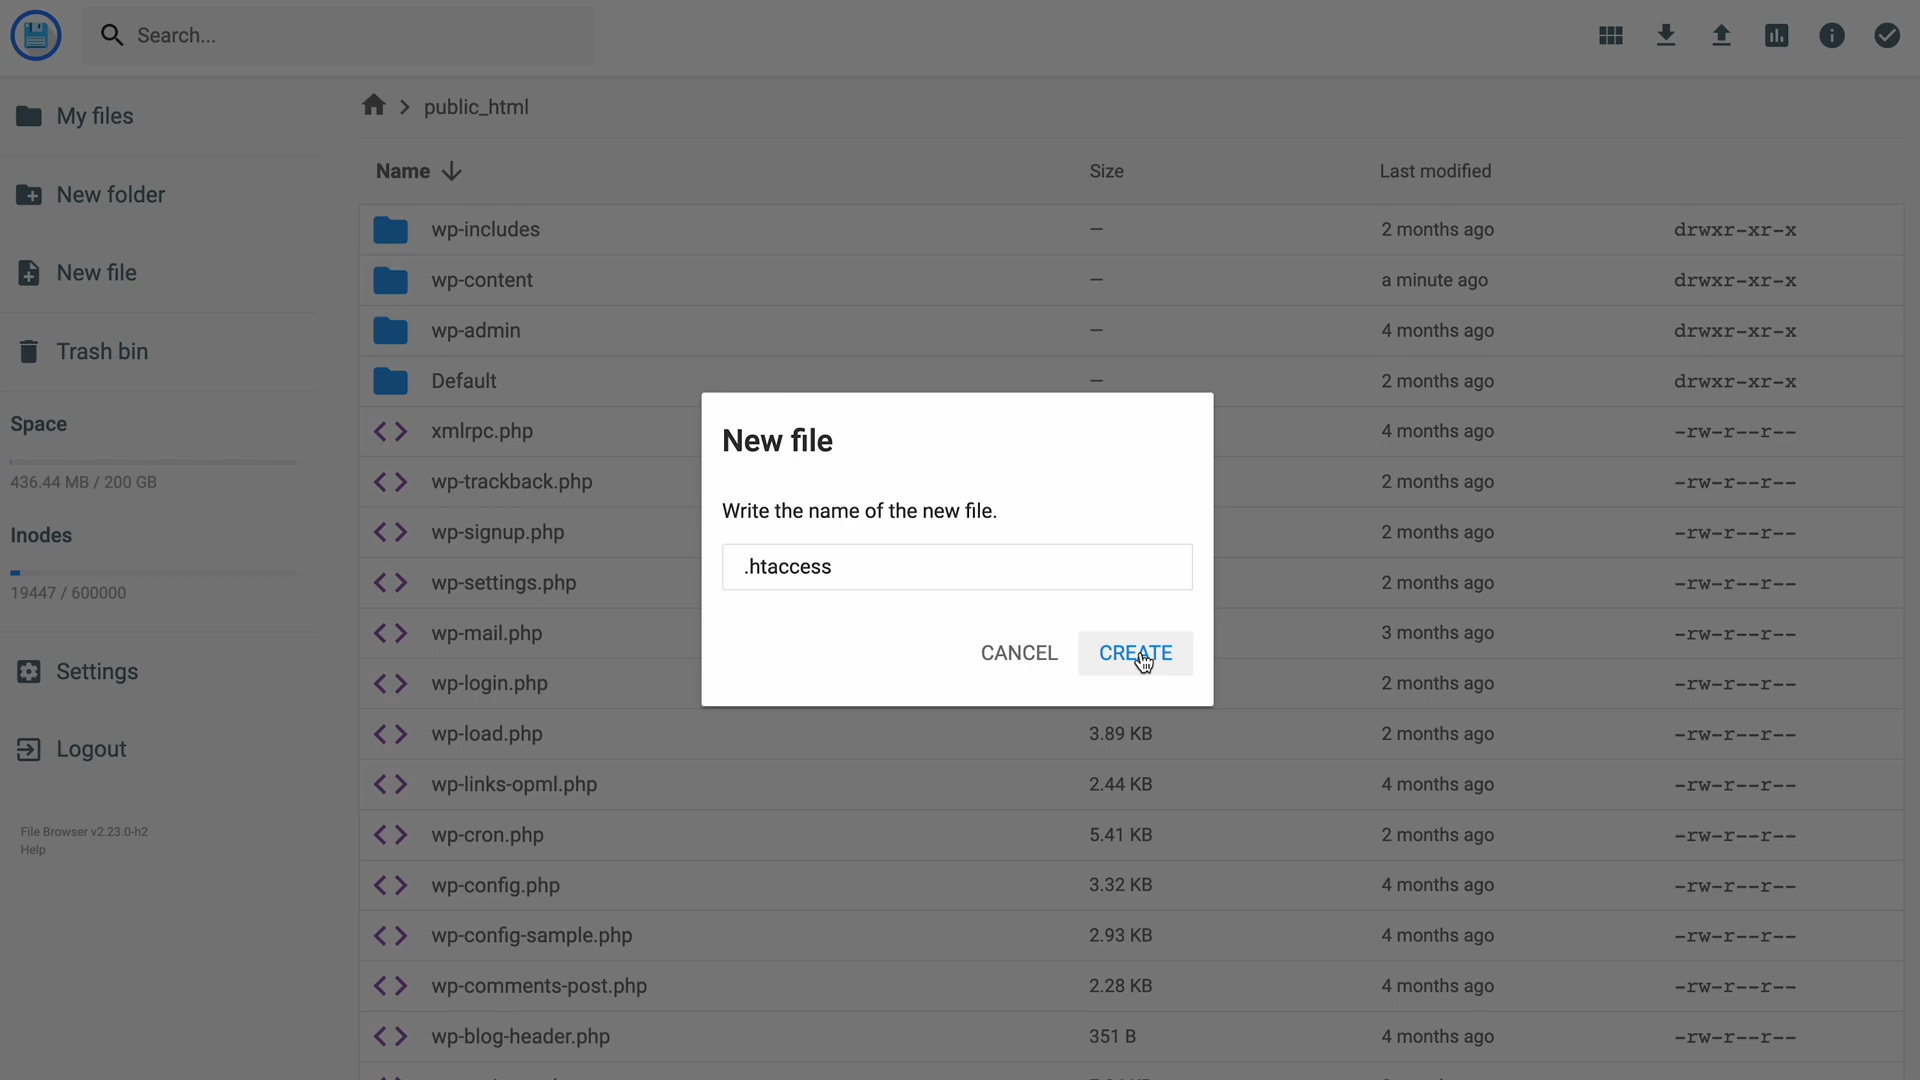 Search...
My files
New folder
New file
Trash bin
Space
436.44 MB / 200 GB
Inodes
19447 / 600000
Settings
Logout
File Browser v2.23.0-h2
Help
> public_html
Name Size Last modified
wp-includes — 2 months ago drwxr-xr-x
wp-content — a minute ago drwxr-xr-x
wp-admin — 4 months ago drwxr-xr-x
Default — 2 months ago drwxr-xr-x
xmlrpc.php 4 months ago -rw-r--r--
wp-trackback.php 2 months ago -rw-r--r--
wp-signup.php 2 months ago -rw-r--r--
wp-settings.php 2 months ago -rw-r--r--
wp-mail.php 3 months ago -rw-r--r--
wp-login.php 2 months ago -rw-r--r--
wp-load.php 3.89 KB 2 months ago -rw-r--r--
wp-links-opml.php 2.44 KB 4 months ago -rw-r--r--
wp-cron.php 5.41 KB 2 months ago -rw-r--r--
wp-config.php 3.32 KB 4 months ago -rw-r--r--
wp-config-sample.php 2.93 KB 4 months ago -rw-r--r--
wp-comments-post.php 2.28 KB 4 months ago -rw-r--r--
wp-blog-header.php 351 B 4 months ago -rw-r--r--
New file
Write the name of the new file.
.htaccess
CANCEL CREATE